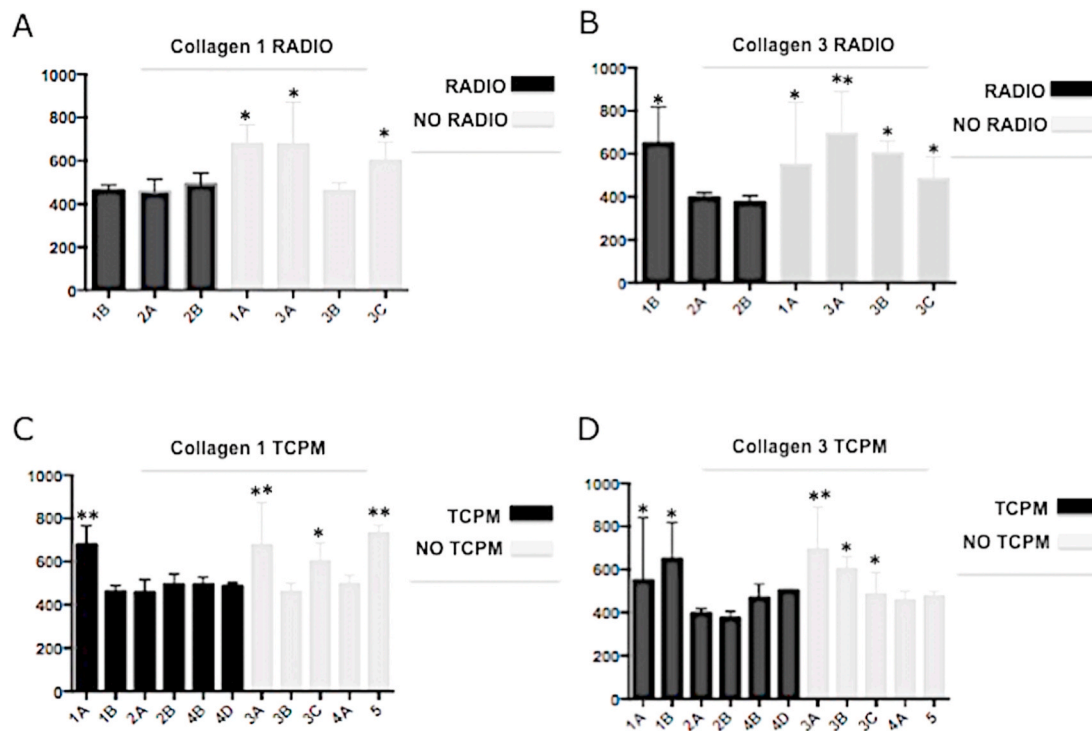 A
Collagen 1 RADIO
1000
800
600
400
200
0
* * *
1B 2A 2B 1A 3A 3B 3C
RADIO
NO RADIO
B
Collagen 3 RADIO
1000
800
600
400
200
0
* * ** * *
1B 2A 2B 1A 3A 3B 3C
RADIO
NO RADIO
C
Collagen 1 TCPM
1000
800
600
400
200
0
** ** * **
1A 1B 2A 2B 4B 4D 3A 3B 3C 4A 5
TCPM
NO TCPM
D
Collagen 3 TCPM
1000
800
600
400
200
0
* * ** * *
1A 1B 2A 2B 4B 4D 3A 3B 3C 4A 5
TCPM
NO TCPM